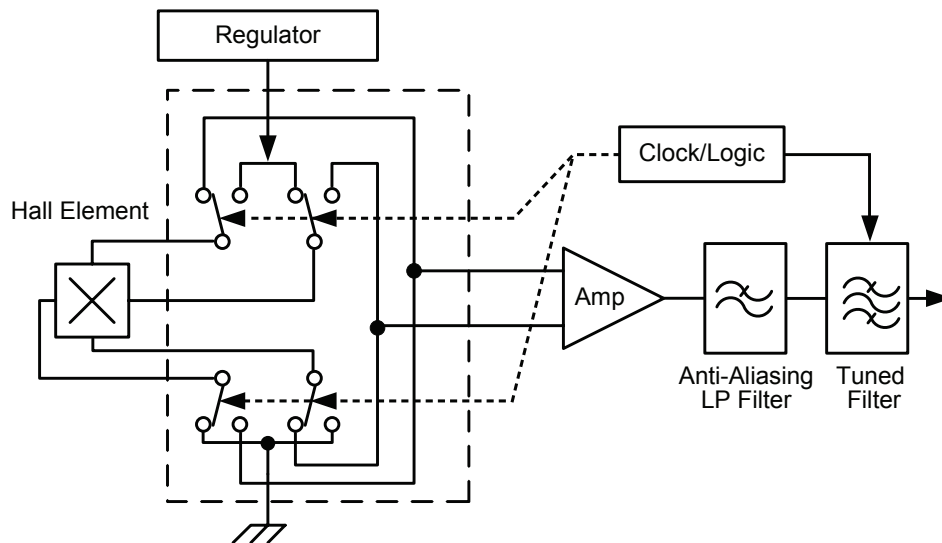 Regulator
Clock/Logic
Hall Element
Amp
Anti-Aliasing
LP Filter
Tuned
Filter